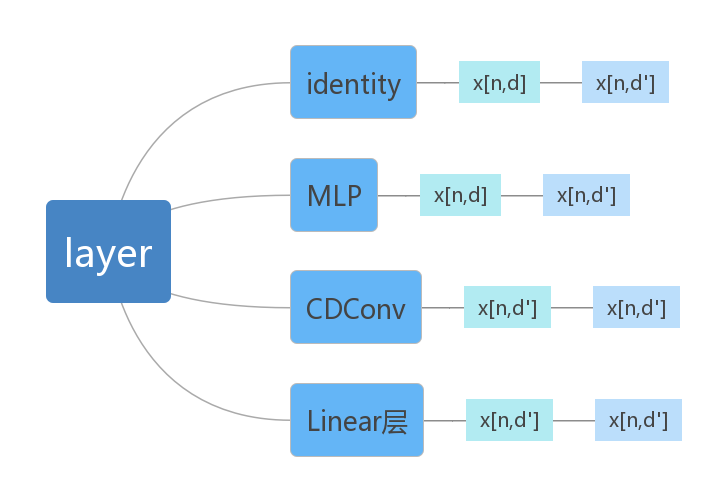 identity
x[n,d]
x[n,d']
MLP
x[n,d]
x[n,d']
layer
CDConv
x[n,d']
x[n,d']
Linear层
x[n,d']
x[n,d']